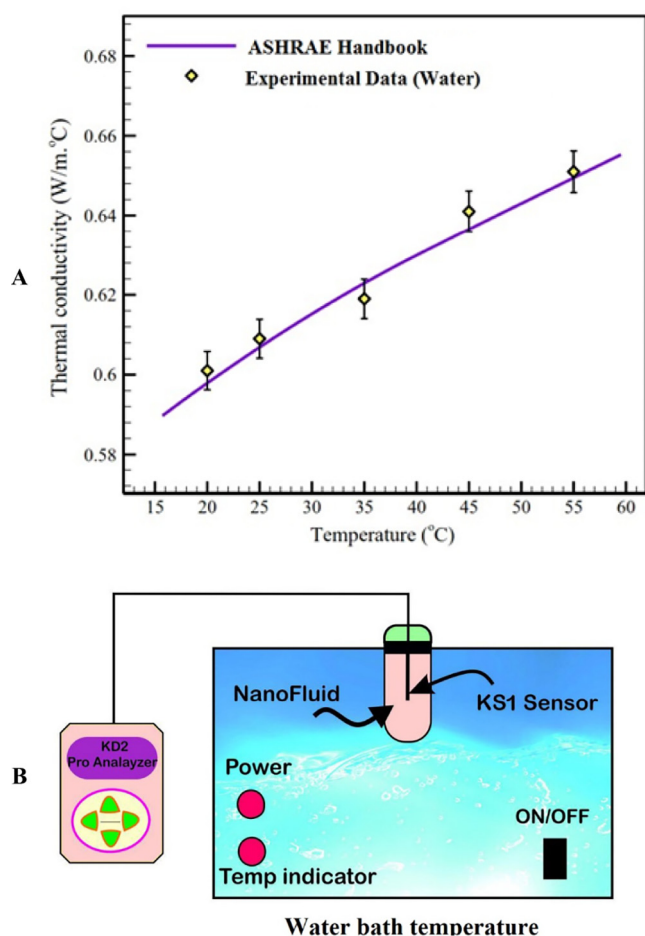 A
Thermal conductivity (W/m.°C)
0.68
0.66
0.64
0.62
0.6
0.58
ASHRAE Handbook
Experimental Data (Water)
15 20 25 30 35 40 45 50 55 60
Temperature (°C)
B
KD2
Pro Analayzer
NanoFluid
KS1 Sensor
Power
ON/OFF
Temp indicator
Water bath temperature